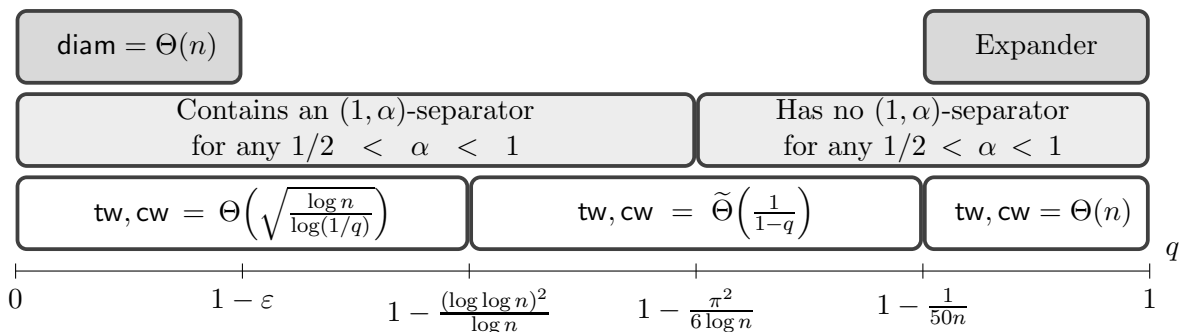 diam = Θ(n) Expander
Contains an (1, α)-separator
for any 1/2 < α < 1
Has no (1, α)-separator
for any 1/2 < α < 1
tw, cw = Θ(√(log n / log(1/q))) tw, cw = Θ̃(1/(1−q)) tw, cw = Θ(n)
q
0 1 − ε 1 − (log log n)²/log n 1 − π²/(6 log n) 1 − 1/(50n) 1